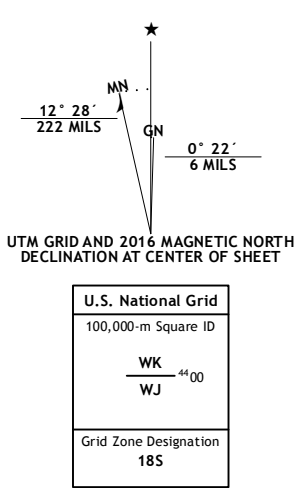 ★
MN
GN
12° 28´
222 MILS
0° 22´
6 MILS
UTM GRID AND 2016 MAGNETIC NORTH
DECLINATION AT CENTER OF SHEET
U.S. National Grid
100,000-m Square ID
WK
4400
WJ
Grid Zone Designation
18S